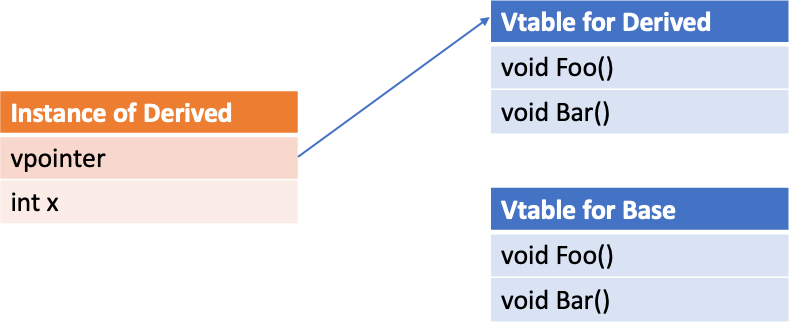 Vtable for Derived
void Foo()
void Bar()
Instance of Derived
vpointer
int x
Vtable for Base
void Foo()
void Bar()